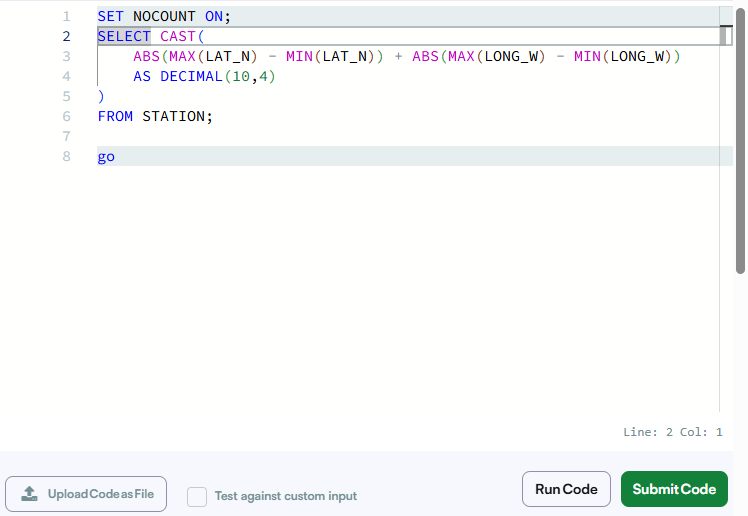 1 SET NOCOUNT ON;
2 SELECT CAST(
3 ABS(MAX(LAT_N) - MIN(LAT_N)) + ABS(MAX(LONG_W) - MIN(LONG_W))
4 AS DECIMAL(10,4)
5 )
6 FROM STATION;
7
8 go
Line: 2 Col: 1
Upload Code as File
Test against custom input
Run Code
Submit Code